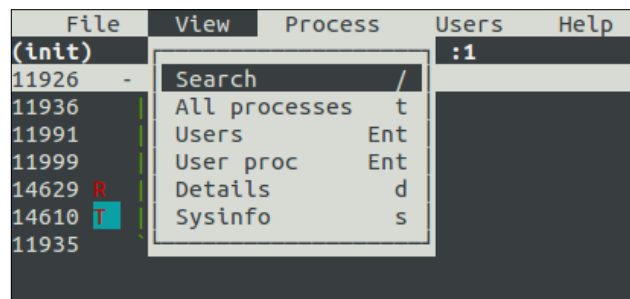 File View Process Users Help
(init) :1
11926 - Search /
11936 All processes t
11991 Users Ent
11999 User proc Ent
14629 R Details d
14610 T Sysinfo s
11935